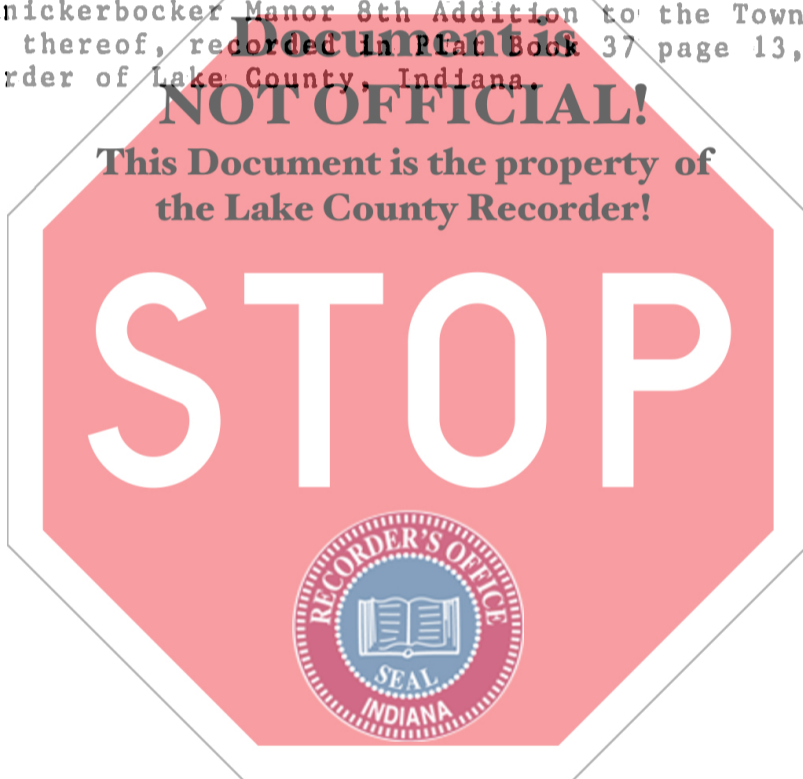 nickerbocker Manor 8th Addition to the Town
Document is
thereof, recorded in Plat Book 37 page 13,
rder of Lake County, Indiana.
NOT OFFICIAL!
This Document is the property of
the Lake County Recorder!
STOP
RECORDER'S OFFICE
SEAL
INDIANA